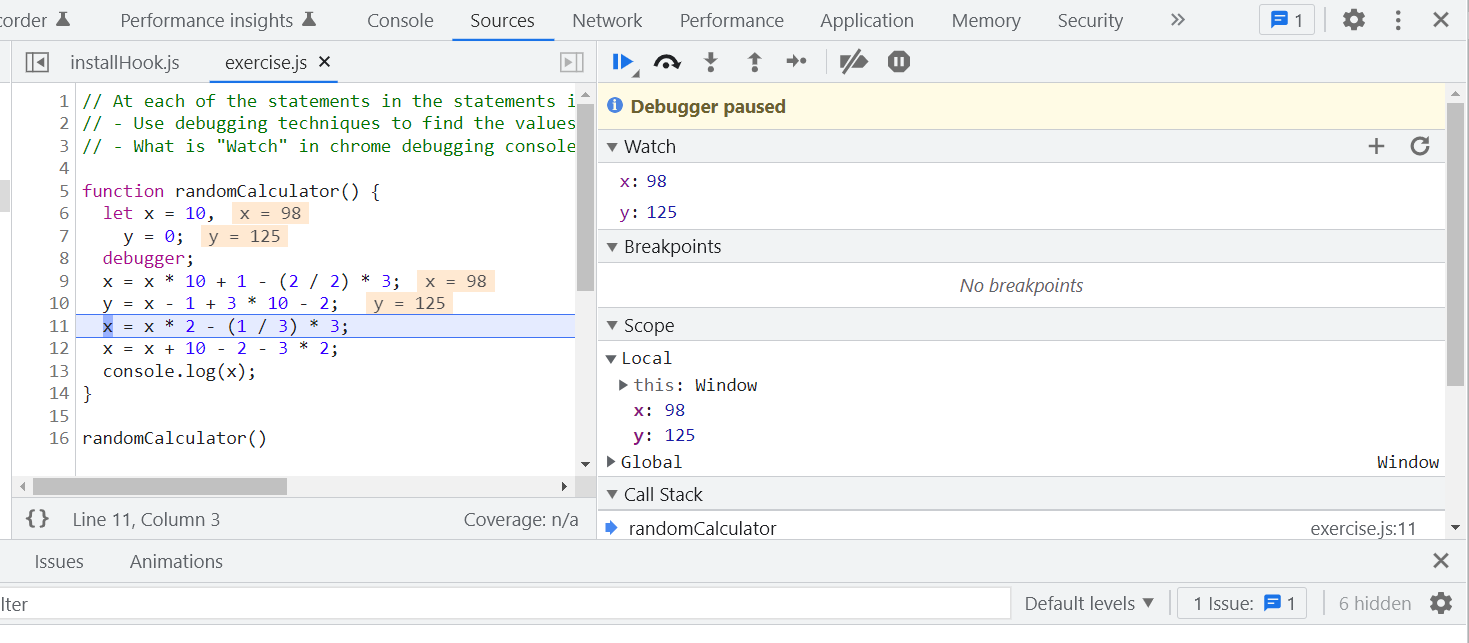 corder Performance insights Console Sources Network Performance Application Memory Security » 1
installHook.js exercise.js ×
1 // At each of the statements in the statements i
2 // - Use debugging techniques to find the values
3 // - What is "Watch" in chrome debugging console
4
5 function randomCalculator() {
6 let x = 10, x = 98
7 y = 0; y = 125
8 debugger;
9 x = x * 10 + 1 - (2 / 2) * 3; x = 98
10 y = x - 1 + 3 * 10 - 2; y = 125
11 x = x * 2 - (1 / 3) * 3;
12 x = x + 10 - 2 - 3 * 2;
13 console.log(x);
14 }
15
16 randomCalculator()
{} Line 11, Column 3 Coverage: n/a
Debugger paused
Watch
x: 98
y: 125
Breakpoints
No breakpoints
Scope
Local
this: Window
x: 98
y: 125
Global Window
Call Stack
randomCalculator exercise.js:11
Issues Animations
lter Default levels 1 Issue: 1 6 hidden